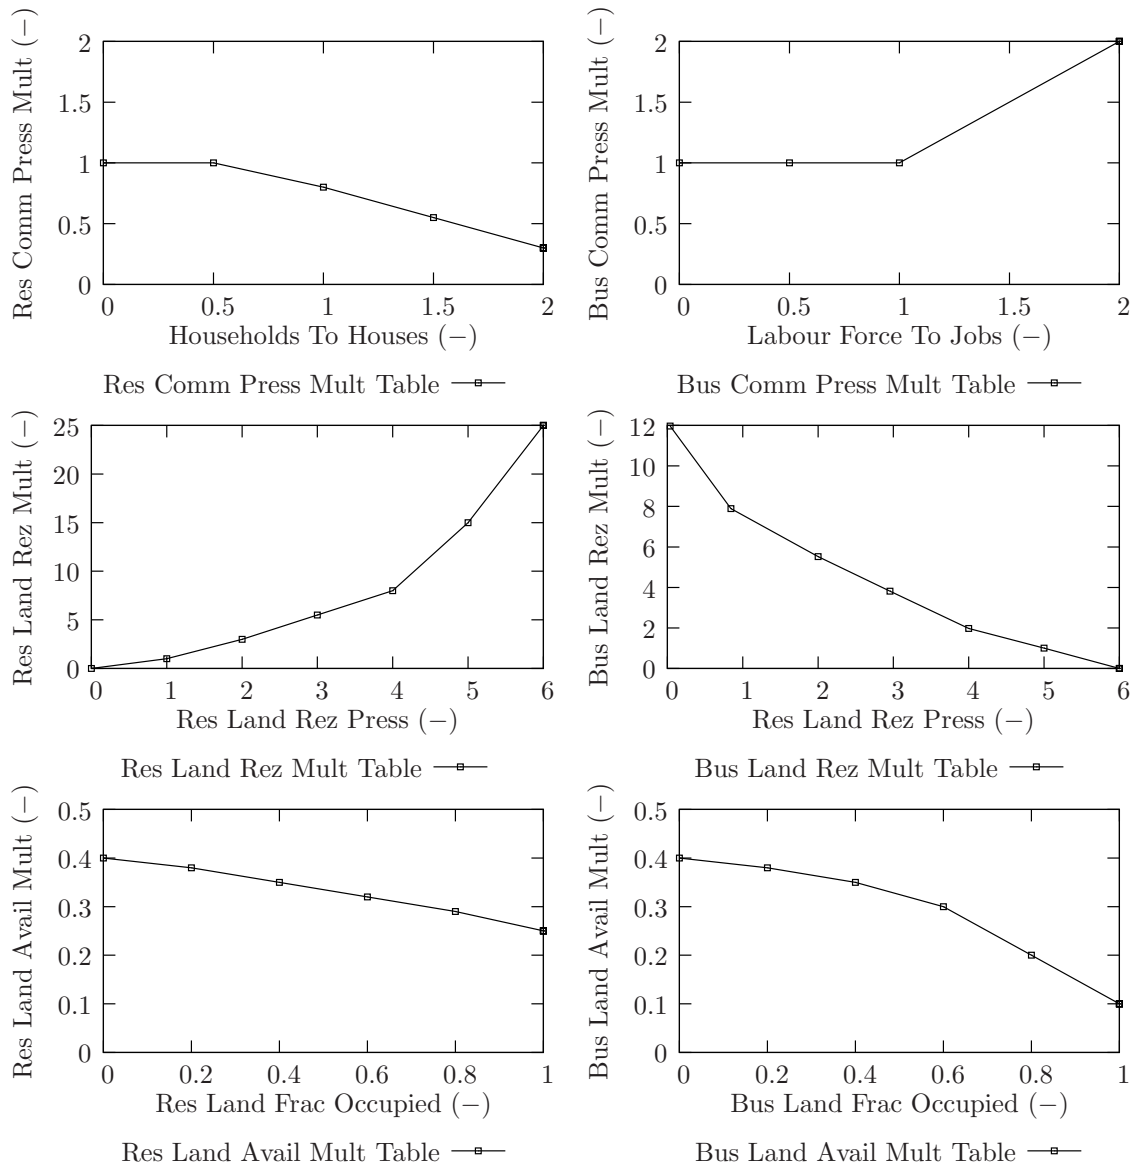 Res Comm Press Mult (−)
2
1.5
1
0.5
0
0 0.5 1 1.5 2
Households To Houses (−)
Res Comm Press Mult Table
Bus Comm Press Mult (−)
2
1.5
1
0.5
0
0 0.5 1 1.5 2
Labour Force To Jobs (−)
Bus Comm Press Mult Table
Res Land Rez Mult (−)
25
20
15
10
5
0
0 1 2 3 4 5 6
Res Land Rez Press (−)
Res Land Rez Mult Table
Bus Land Rez Mult (−)
12
10
8
6
4
2
0
0 1 2 3 4 5 6
Res Land Rez Press (−)
Bus Land Rez Mult Table
Res Land Avail Mult (−)
0.5
0.4
0.3
0.2
0.1
0
0 0.2 0.4 0.6 0.8 1
Res Land Frac Occupied (−)
Res Land Avail Mult Table
Bus Land Avail Mult (−)
0.5
0.4
0.3
0.2
0.1
0
0 0.2 0.4 0.6 0.8 1
Bus Land Frac Occupied (−)
Bus Land Avail Mult Table